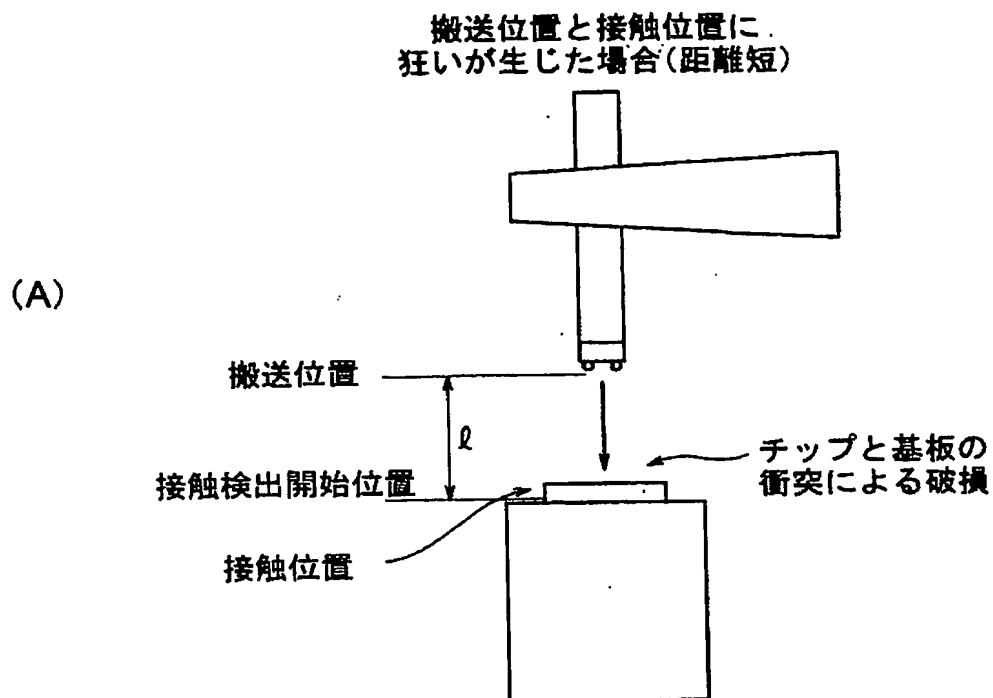 搬送位置と接触位置に
狂いが生じた場合(距離短)
(A)
搬送位置
ℓ
チップと基板の
衝突による破損
接触検出開始位置
接触位置